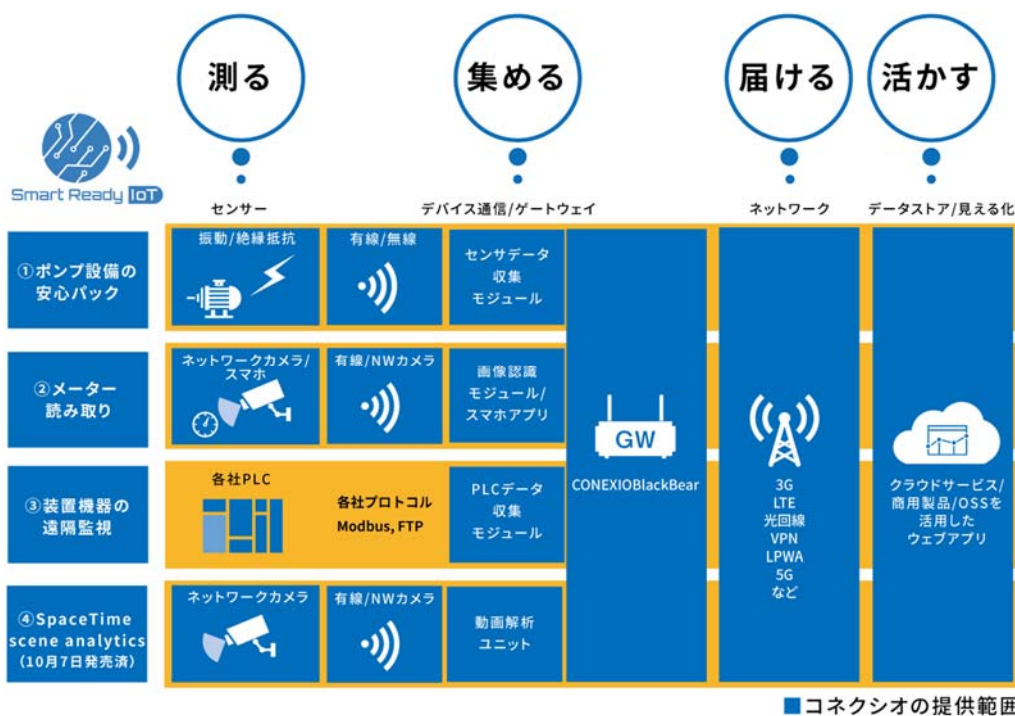 測る
集める
届ける
活かす
Smart Ready IoT
センサー
デバイス通信/ゲートウェイ
ネットワーク
データストア/見える化
①ポンプ設備の
安心パック
振動/絶縁抵抗
有線/無線
センサデータ
収集
モジュール
②メーター
読み取り
ネットワークカメラ/
スマホ
有線/NWカメラ
画像認識
モジュール/
スマホアプリ
③装置機器の
遠隔監視
各社PLC
各社プロトコル
Modbus, FTP
PLCデータ
収集
モジュール
④SpaceTime
scene analytics
(10月7日発売済)
ネットワークカメラ
有線/NWカメラ
動画解析
ユニット
GW
CONEXIOBlackBear
3G
LTE
光回線
VPN
LPWA
5G
など
クラウドサービス/
商用製品/OSSを
活用した
ウェブアプリ
■コネクシオの提供範囲